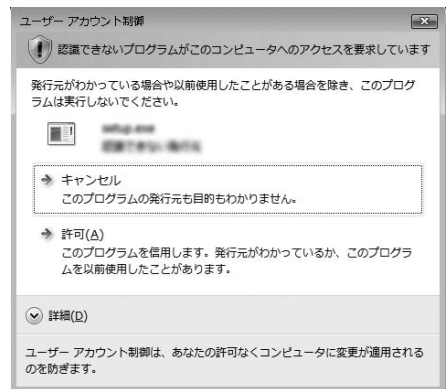 ユーザー アカウント制御
認識できないプログラムがこのコンピュータへのアクセスを要求しています
発行元がわかっている場合や以前使用したことがある場合を除き、このプログ
ラムは実行しないでください。
setup.exe
認識できない発行元
キャンセル
このプログラムの発行元も目的もわかりません。
許可(A)
このプログラムを信用します。発行元がわかっているか、このプログラ
ムを以前使用したことがあります。
詳細(D)
ユーザー アカウント制御は、あなたの許可なくコンピュータに変更が適用される
のを防ぎます。